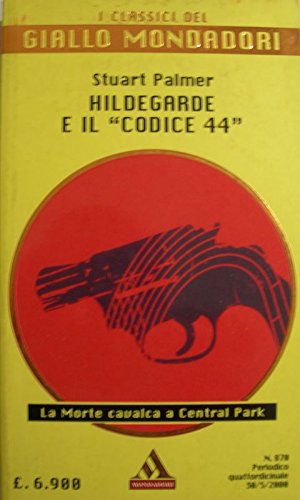 I CLASSICI DEL
GIALLO MONDADORI
Stuart Palmer
HILDEGARDE
E IL “CODICE 44”
La Morte cavalca a Central Park
£. 6.900
N. 870
Periodico
quattordicinale
30/5/2000